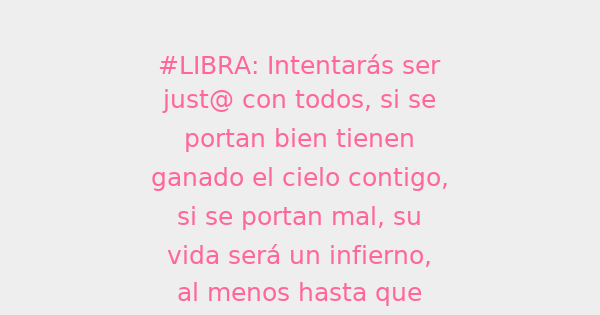 #LIBRA: Intentarás ser
just@ con todos, si se
portan bien tienen
ganado el cielo contigo,
si se portan mal, su
vida será un infierno,
al menos hasta que